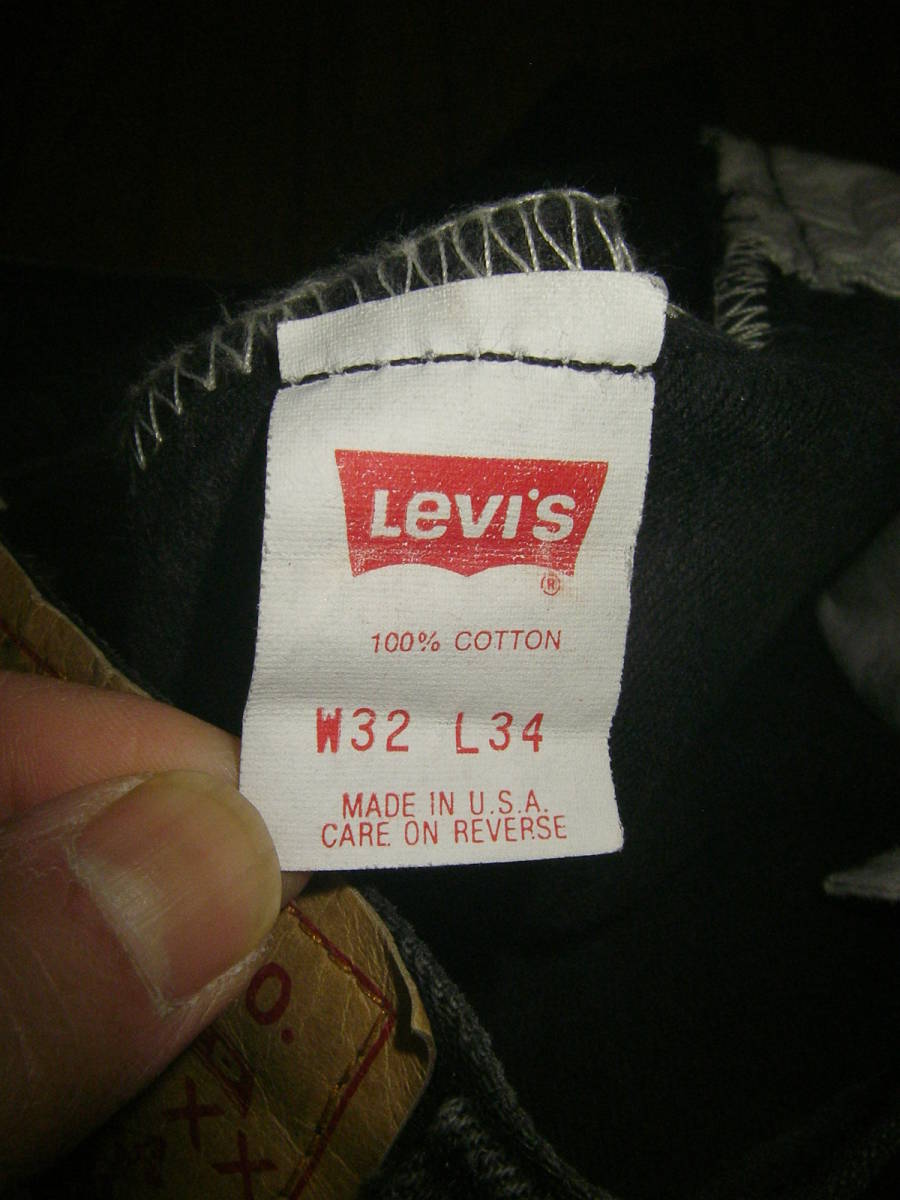 Levi's
®
100% COTTON
W32 L34
MADE IN U.S.A.
CARE ON REVERSE
O.